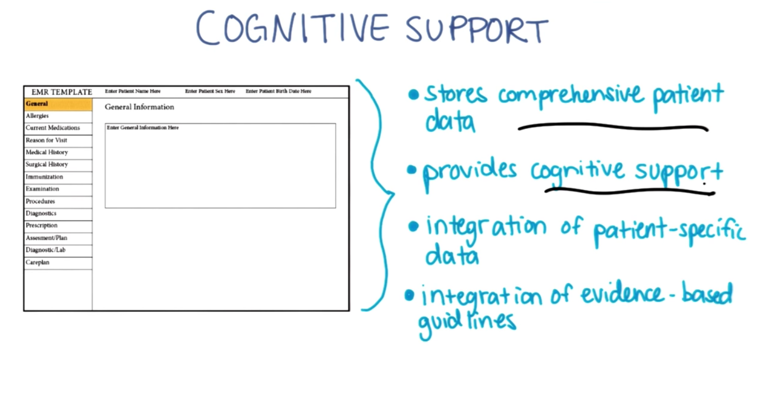 COGNITIVE SUPPORT
EMR TEMPLATE
Enter Patient Name Here
Enter Patient Sex Here
Enter Patient Birth Date Here
General
Allergies
Current Medications
Reason for Visit
Medical History
Surgical History
Immunization
Examination
Procedures
Diagnostics
Prescription
Assessment/Plan
Diagnostic/Lab
Careplan
General Information
Enter General Information Here
• stores comprehensive patient
data
• provides cognitive support
• integration of patient-specific
data
• integration of evidence-based
guidlines